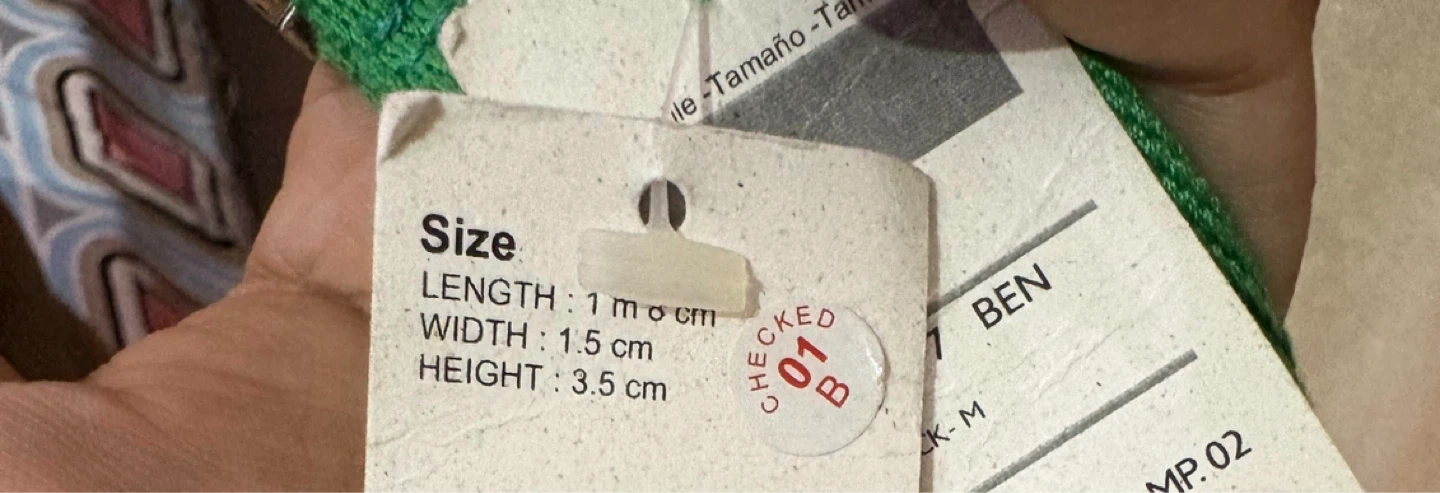 -Tamaño -Tam
Size
LENGTH : 1 m 8 cm
WIDTH : 1.5 cm
HEIGHT : 3.5 cm
CHECKED
01
B
BEN
CK- M
MP. 02